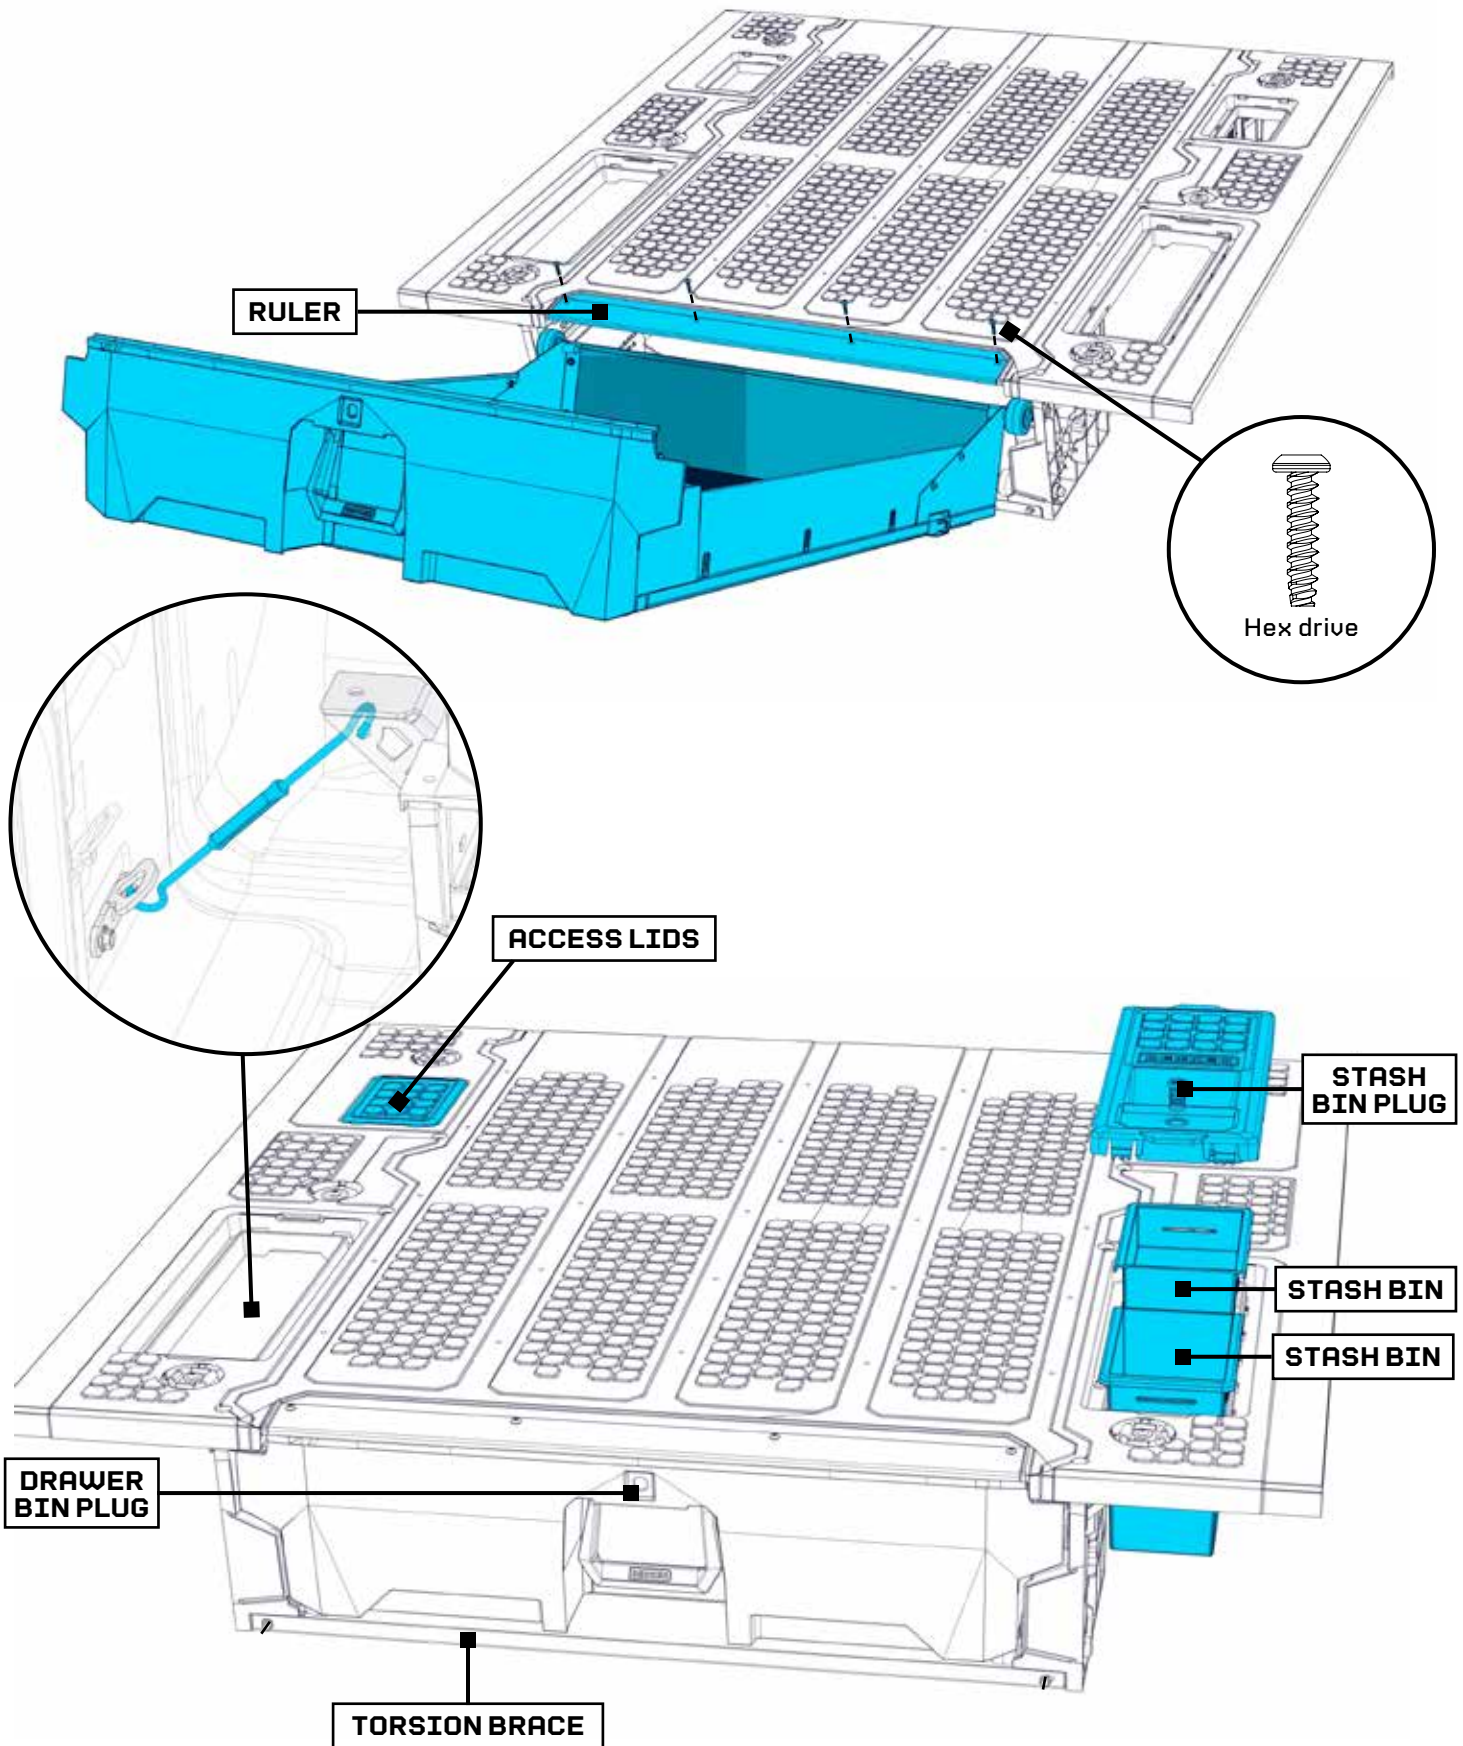 RULER
Hex drive
ACCESS LIDS
STASH
BIN PLUG
STASH BIN
STASH BIN
DRAWER
BIN PLUG
TORSION BRACE